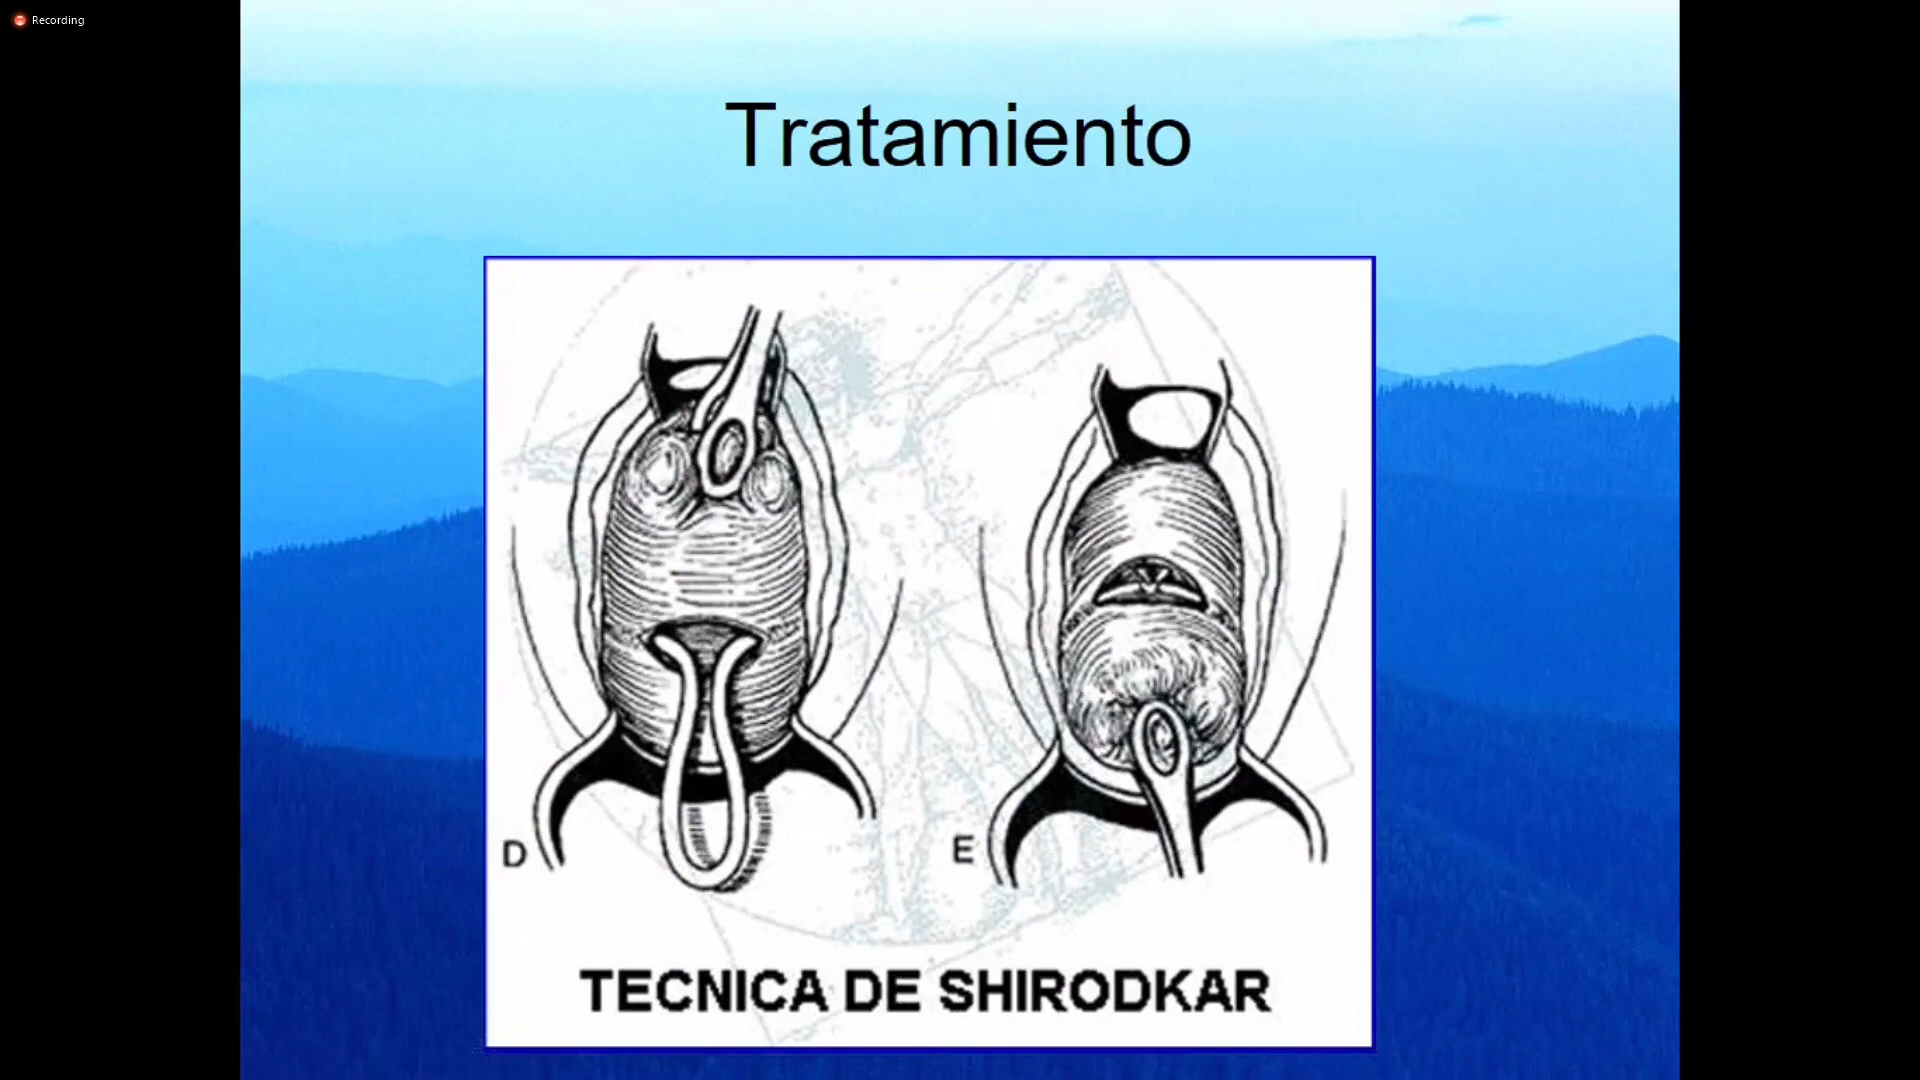 Recording
Tratamiento
D
E
TECNICA DE SHIRODKAR